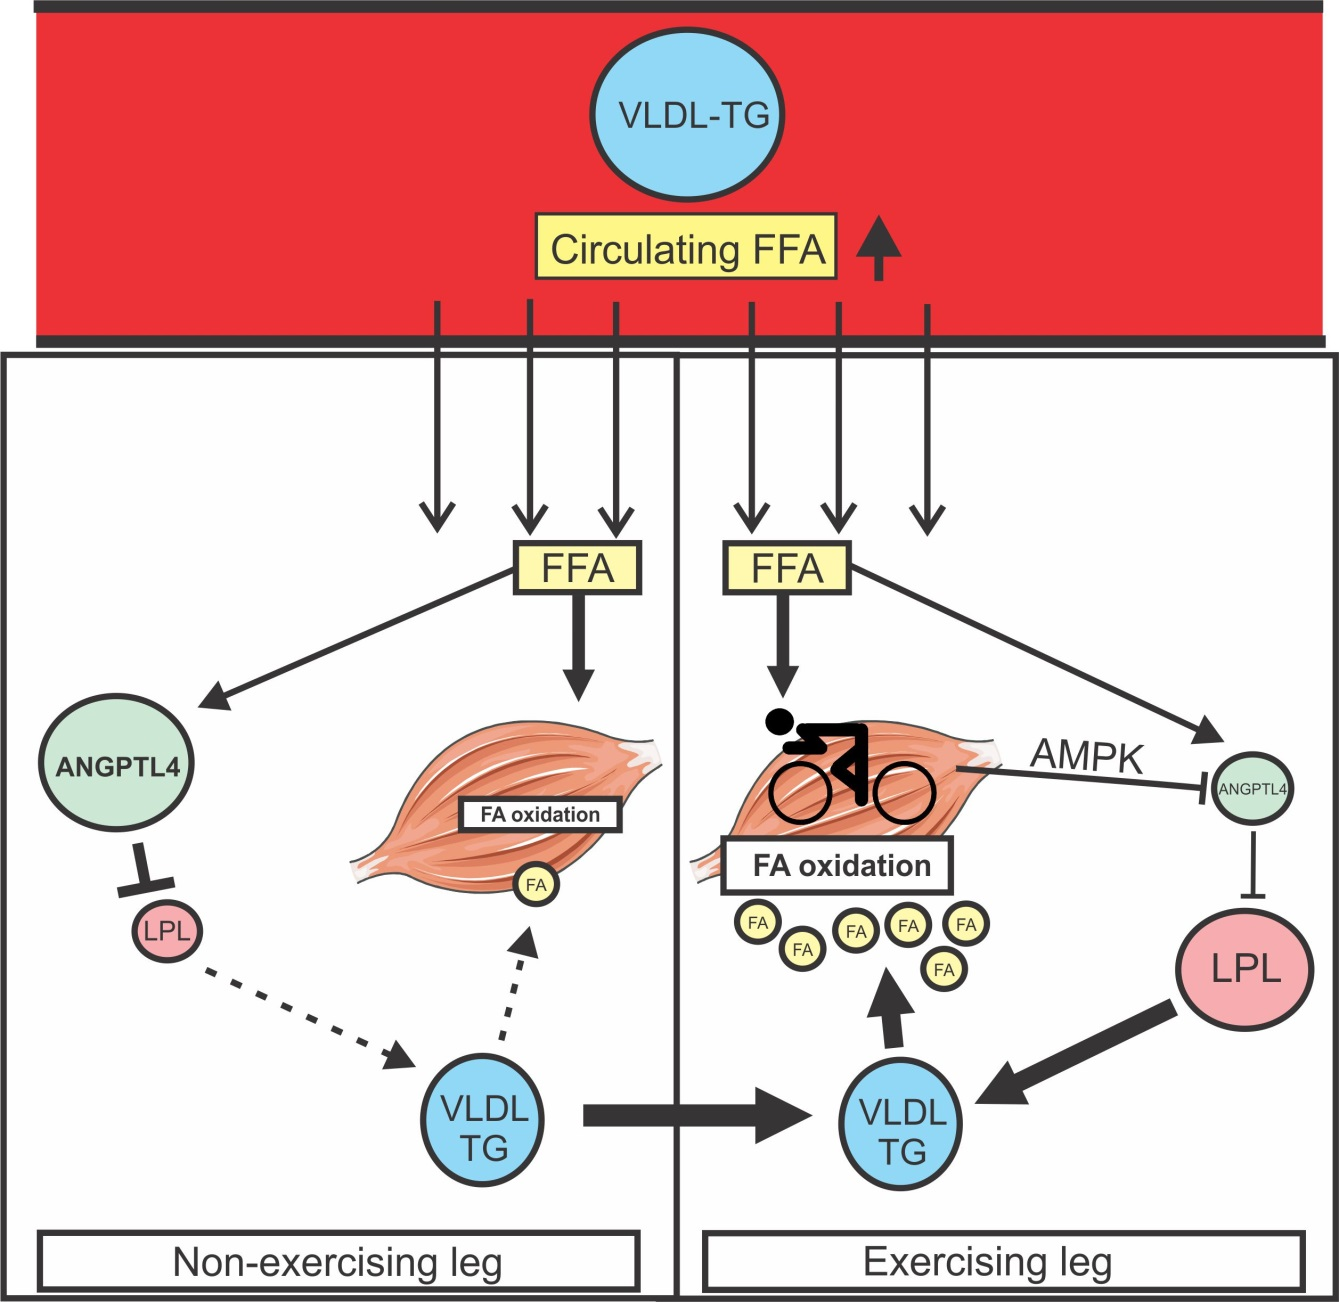 VLDL-TG
Circulating FFA
FFA
FFA
ANGPTL4
AMPK
ANGPTL4
FA oxidation
FA oxidation
FA
FA
FA
FA
FA
FA
FA
LPL
LPL
VLDL
TG
VLDL
TG
Non-exercising leg
Exercising leg